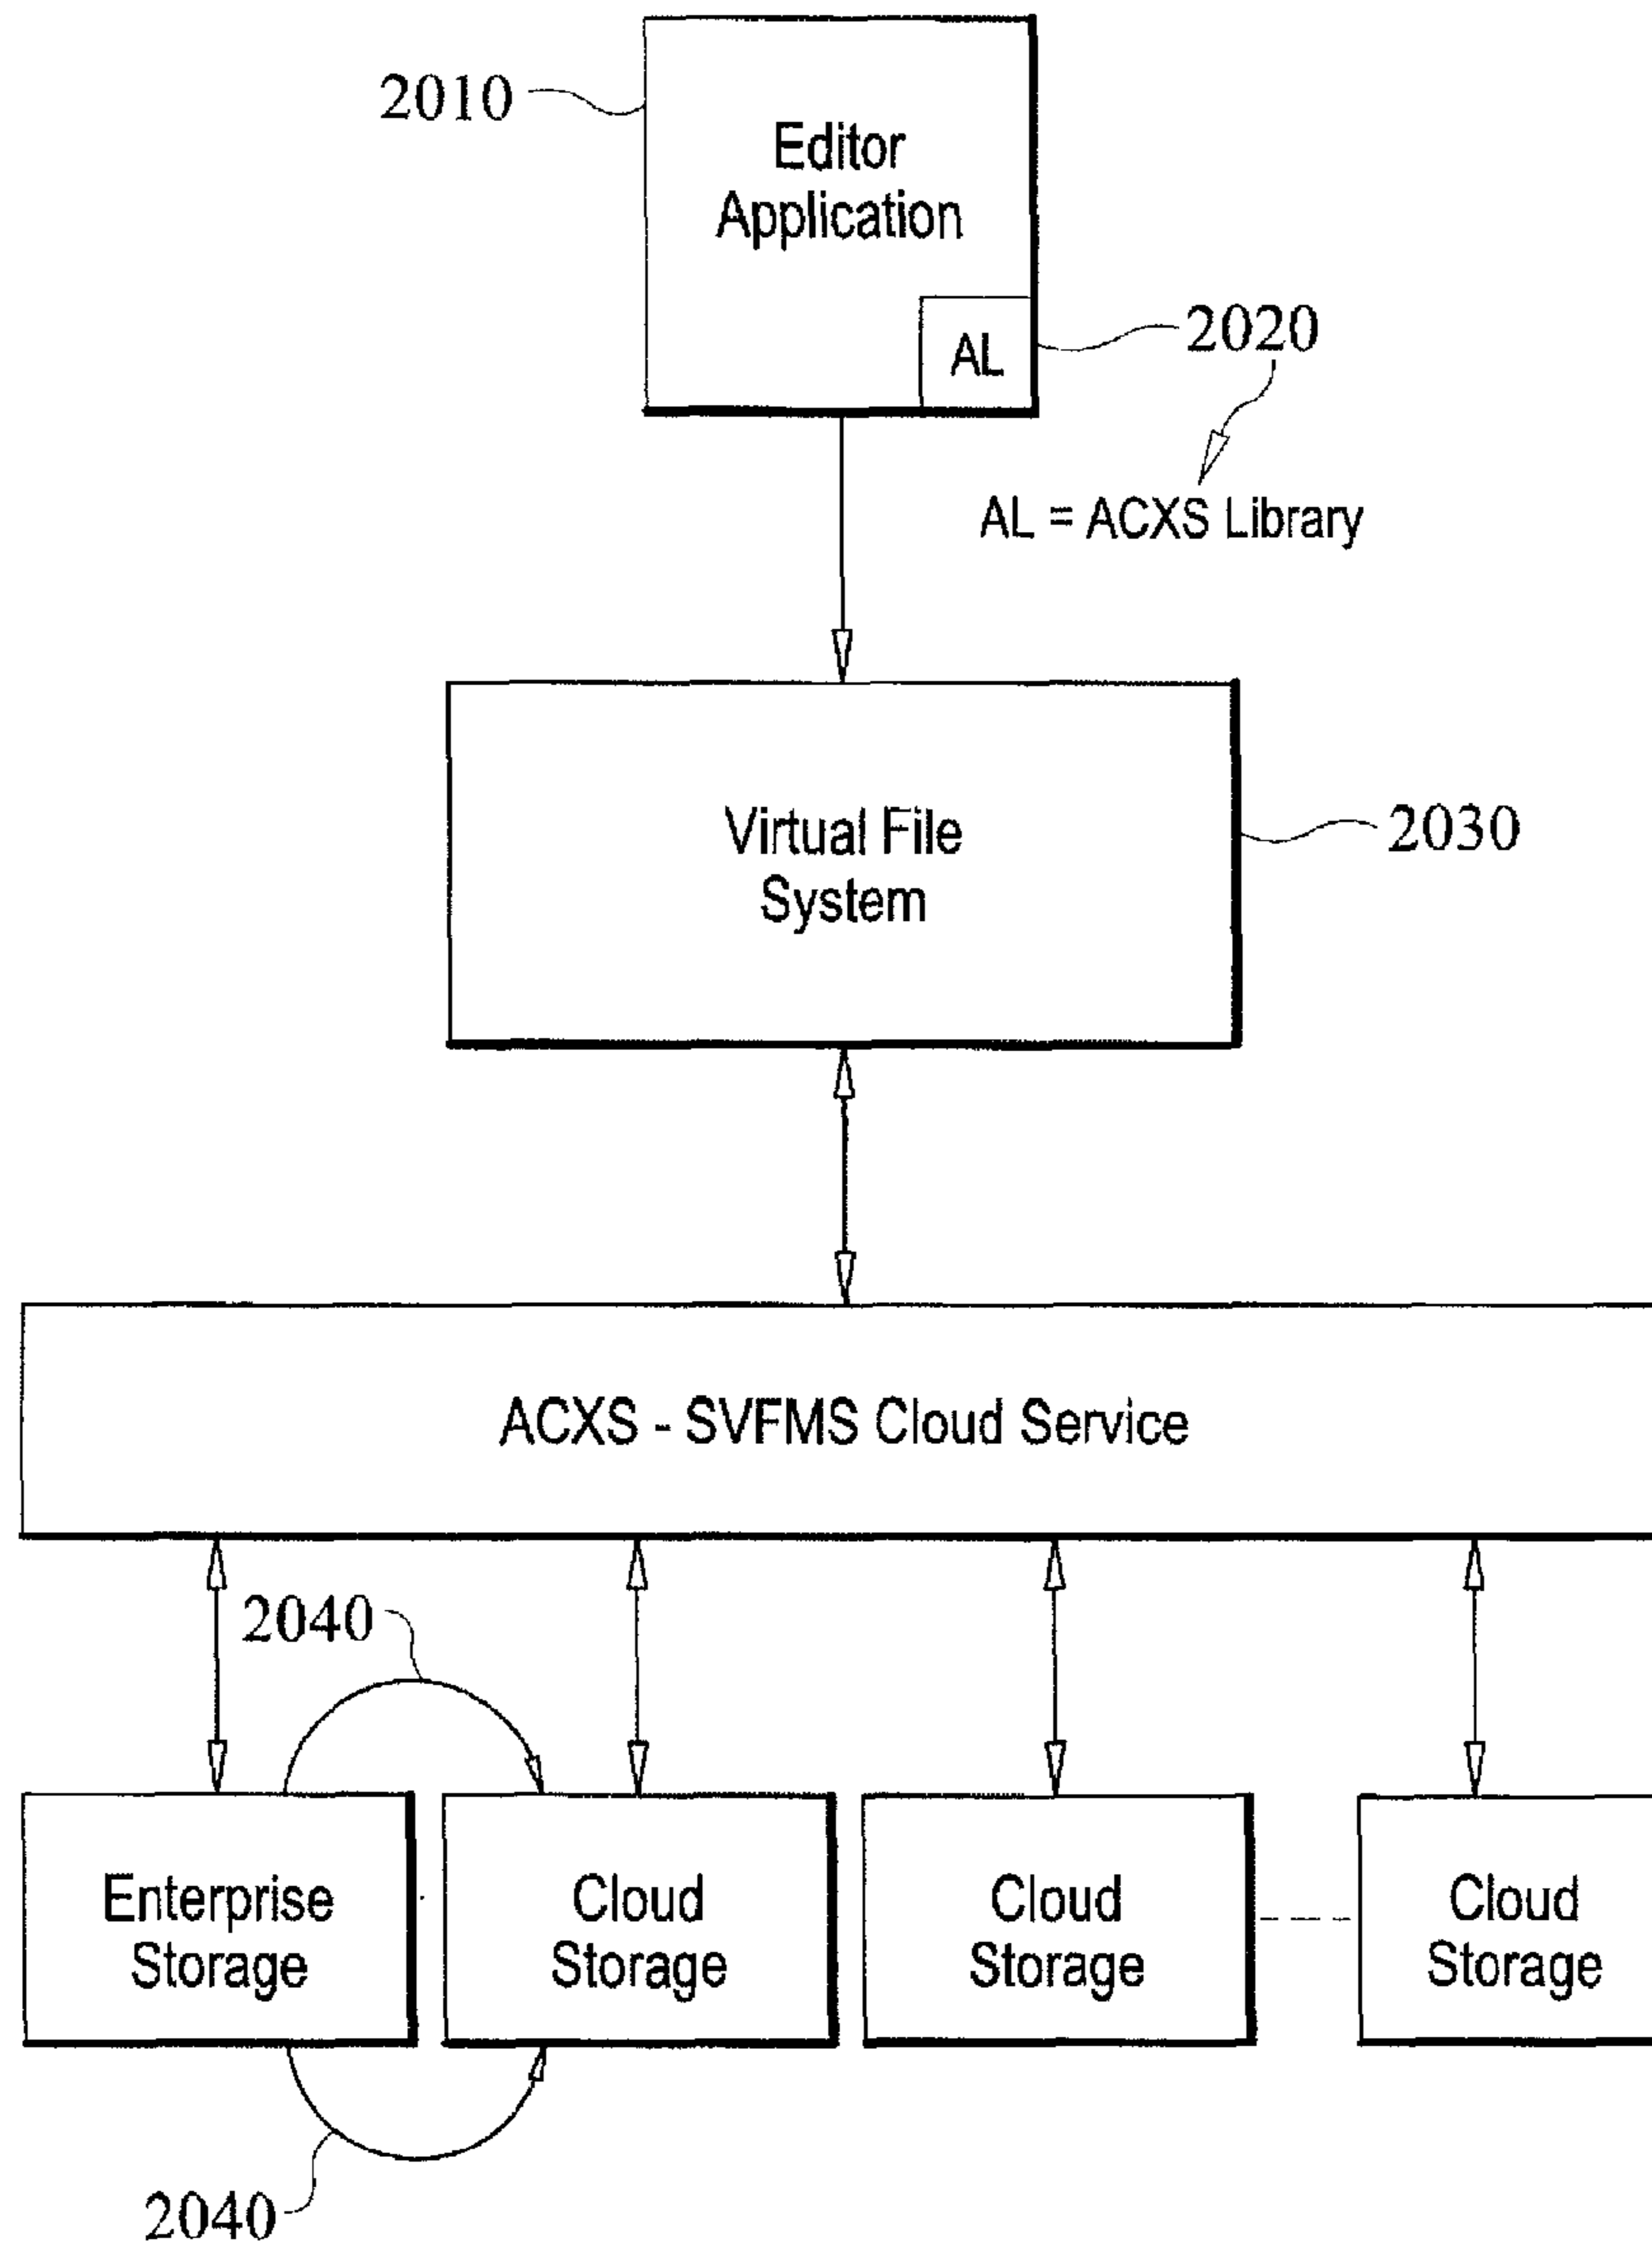 2010
Editor
Application
AL
2020
AL = ACXS Library
Virtual File
System
2030
ACXS - SVFMS Cloud Service
2040
Enterprise
Storage
Cloud
Storage
Cloud
Storage
Cloud
Storage
2040